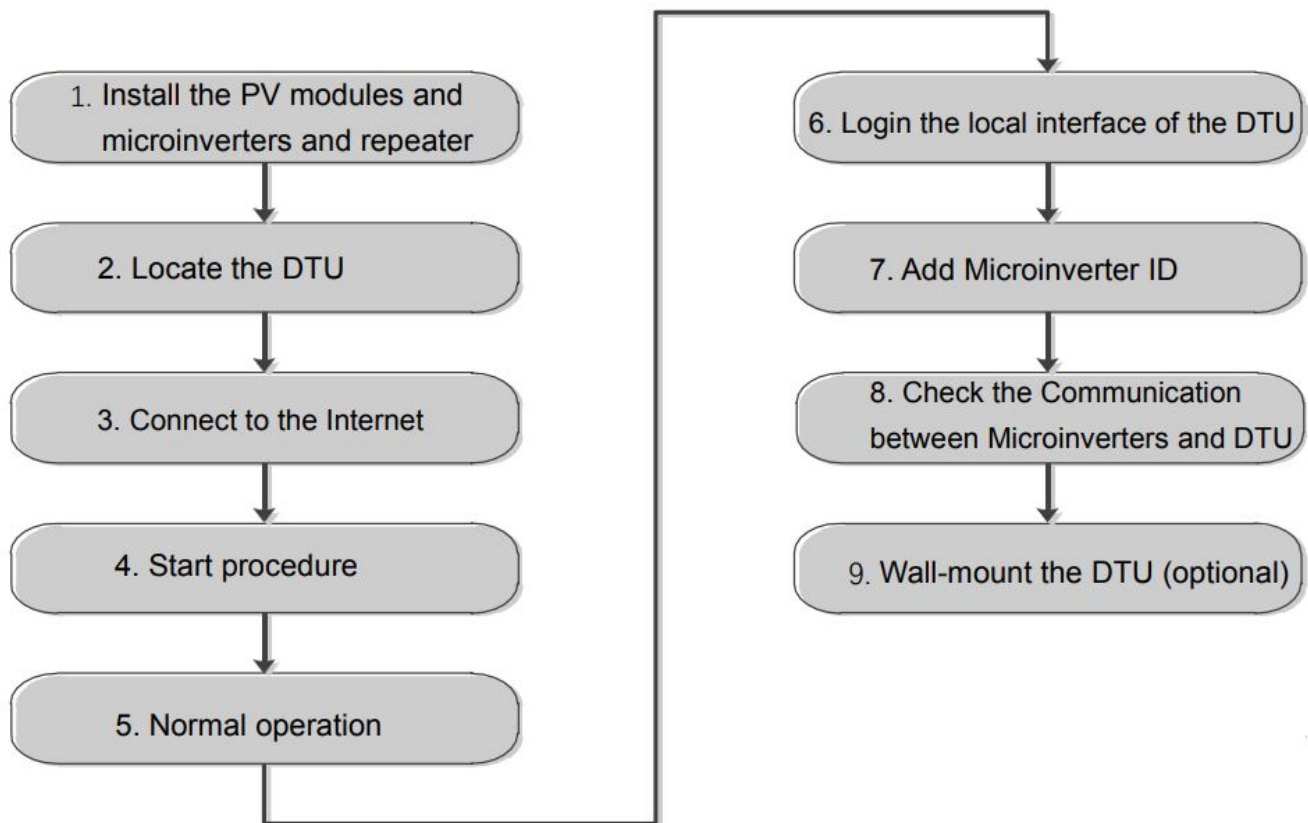 1. Install the PV modules and
microinverters and repeater
2. Locate the DTU
3. Connect to the Internet
4. Start procedure
5. Normal operation
6. Login the local interface of the DTU
7. Add Microinverter ID
8. Check the Communication
between Microinverters and DTU
9. Wall-mount the DTU (optional)